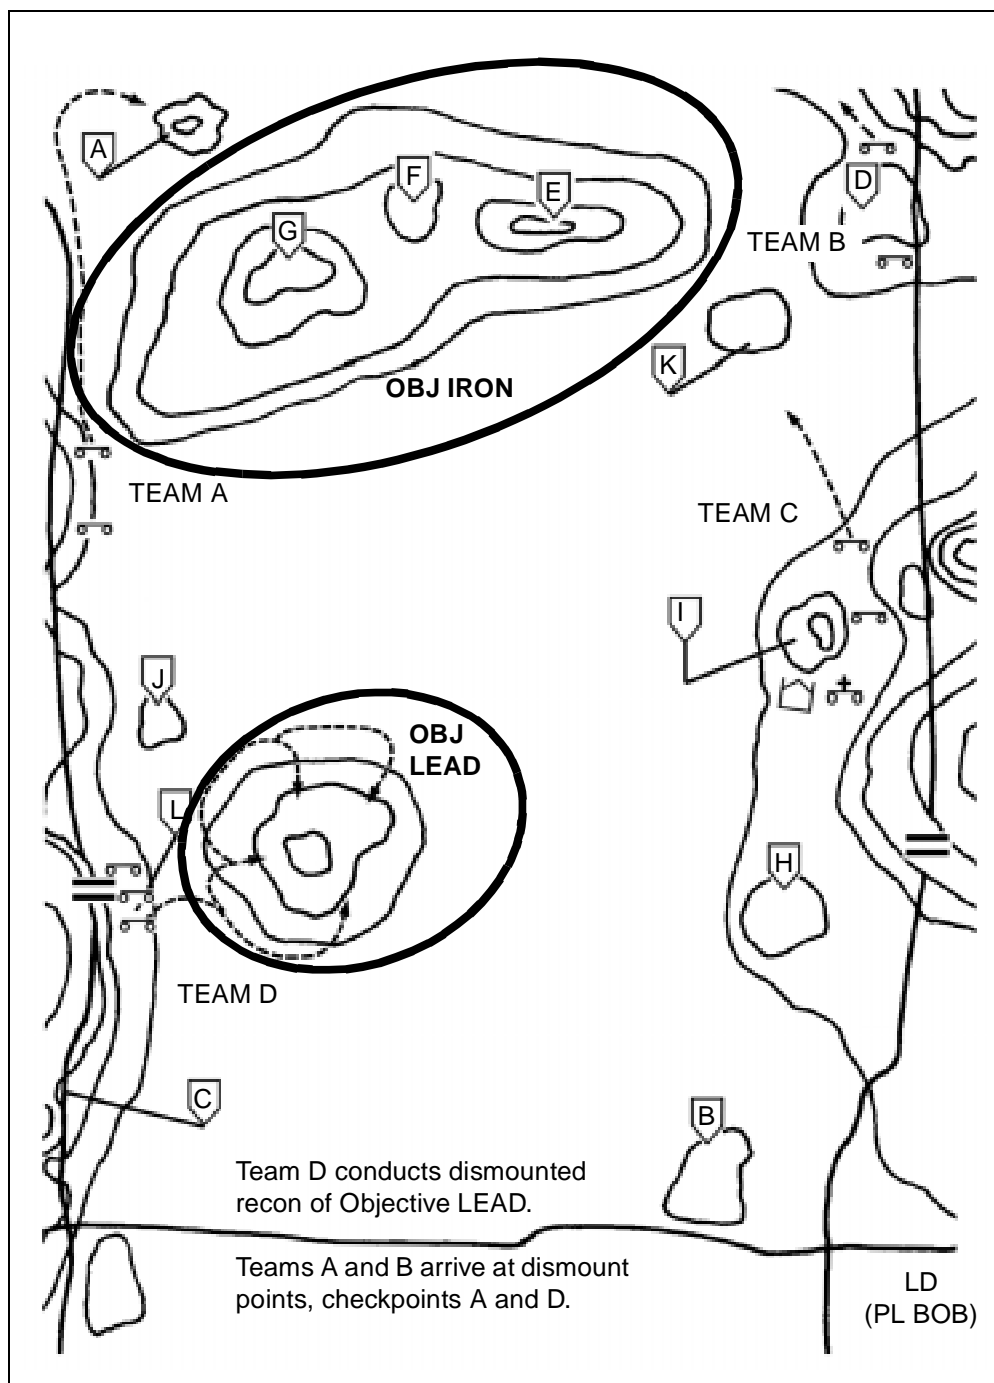 A
F
E
D
G
TEAM B
K
OBJ IRON
TEAM A
TEAM C
I
J
OBJ
LEAD
L
H
TEAM D
C
B
Team D conducts dismounted
recon of Objective LEAD.
Teams A and B arrive at dismount
points, checkpoints A and D.
LD
(PL BOB)